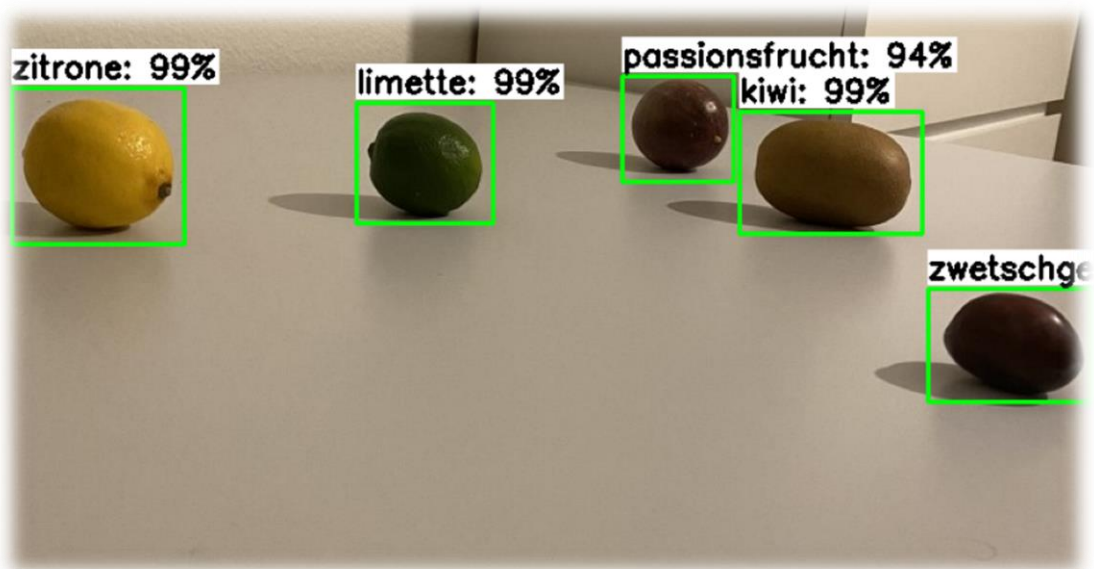 zitrone: 99%
limette: 99%
passionsfrucht: 94%
kiwi: 99%
zwetschge